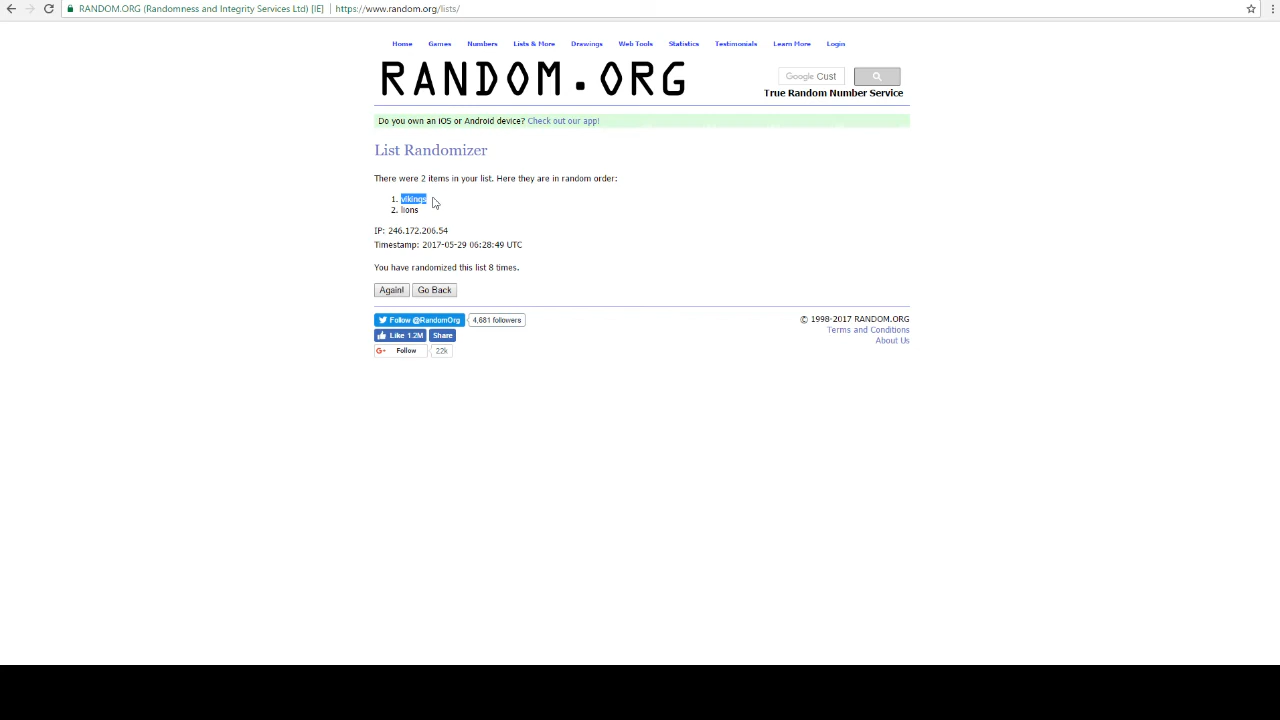 RANDOM.ORG (Randomness and Integrity Services Ltd) [IE] https://www.random.org/lists/
Home Games Numbers Lists & More Drawings Web Tools Statistics Testimonials Learn More Login
RANDOM.ORG
Google Cust
True Random Number Service
Do you own an iOS or Android device? Check out our app!
List Randomizer
There were 2 items in your list. Here they are in random order:
1. vikings
2. lions
IP: 246.172.206.54
Timestamp: 2017-05-29 06:28:49 UTC
You have randomized this list 8 times.
Again! Go Back
Follow @RandomOrg 4,681 followers
Like 1.2M Share
G+ Follow 22k
© 1998-2017 RANDOM.ORG
Terms and Conditions
About Us